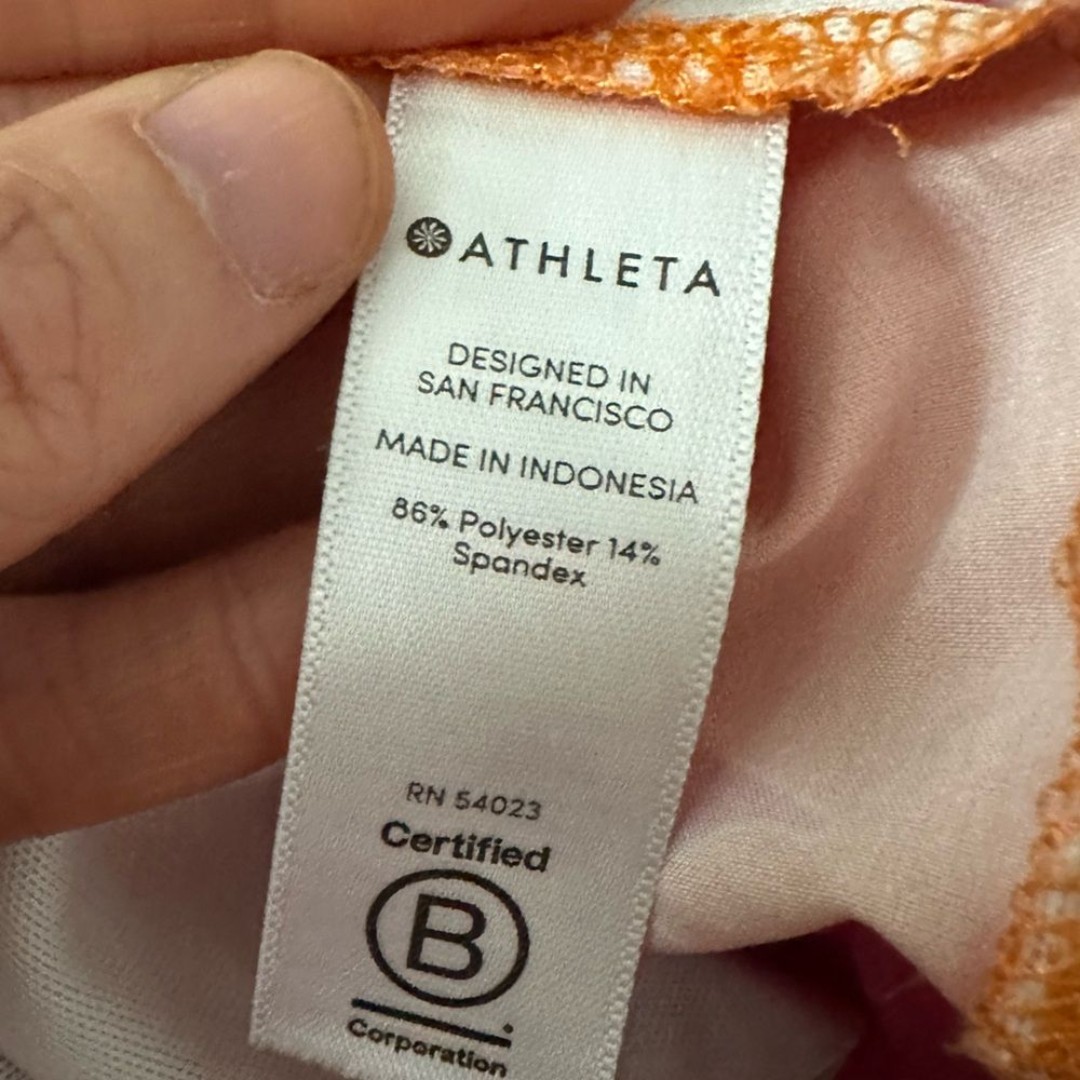 ATHLETA
DESIGNED IN
SAN FRANCISCO
MADE IN INDONESIA
86% Polyester 14%
Spandex
RN 54023
Certified
B
Corporation